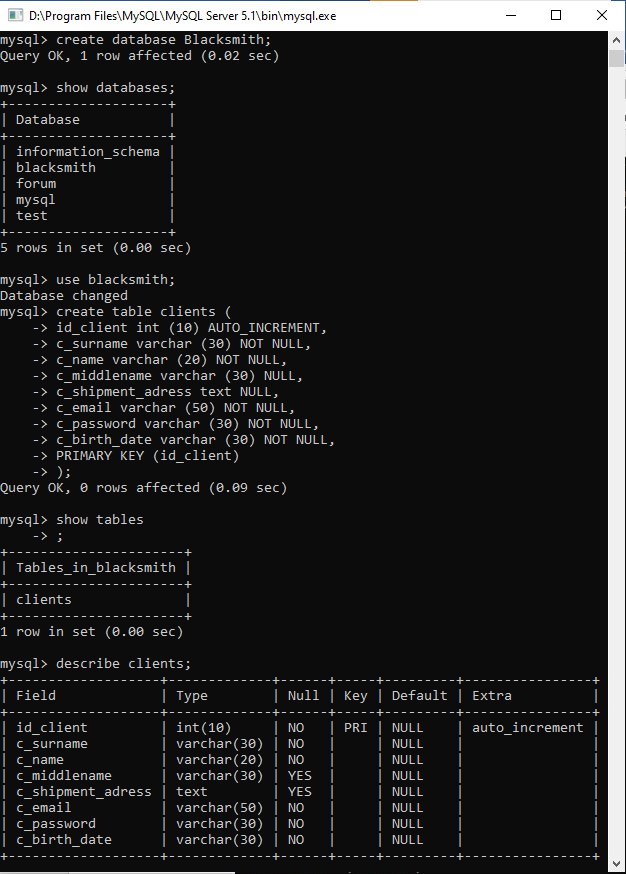 D:\Program Files\MySQL\MySQL Server 5.1\bin\mysql.exe
mysql> create database Blacksmith;
Query OK, 1 row affected (0.02 sec)
mysql> show databases;
+--------------------+
| Database           |
+--------------------+
| information_schema |
| blacksmith         |
| forum              |
| mysql              |
| test               |
+--------------------+
5 rows in set (0.00 sec)
mysql> use blacksmith;
Database changed
mysql> create table clients (
    -> id_client int (10) AUTO_INCREMENT,
    -> c_surname varchar (30) NOT NULL,
    -> c_name varchar (20) NOT NULL,
    -> c_middlename varchar (30) NULL,
    -> c_shipment_adress text NULL,
    -> c_email varchar (50) NOT NULL,
    -> c_password varchar (30) NOT NULL,
    -> c_birth_date varchar (30) NOT NULL,
    -> PRIMARY KEY (id_client)
    -> );
Query OK, 0 rows affected (0.09 sec)
mysql> show tables
    -> ;
+----------------------+
| Tables_in_blacksmith |
+----------------------+
| clients              |
+----------------------+
1 row in set (0.00 sec)
mysql> describe clients;
+-------------------+-------------+------+-----+---------+----------------+
| Field             | Type        | Null | Key | Default | Extra          |
+-------------------+-------------+------+-----+---------+----------------+
| id_client         | int(10)     | NO   | PRI | NULL    | auto_increment |
| c_surname         | varchar(30) | NO   |     | NULL    |                |
| c_name            | varchar(20) | NO   |     | NULL    |                |
| c_middlename      | varchar(30) | YES  |     | NULL    |                |
| c_shipment_adress | text        | YES  |     | NULL    |                |
| c_email           | varchar(50) | NO   |     | NULL    |                |
| c_password        | varchar(30) | NO   |     | NULL    |                |
| c_birth_date      | varchar(30) | NO   |     | NULL    |                |
+-------------------+-------------+------+-----+---------+----------------+